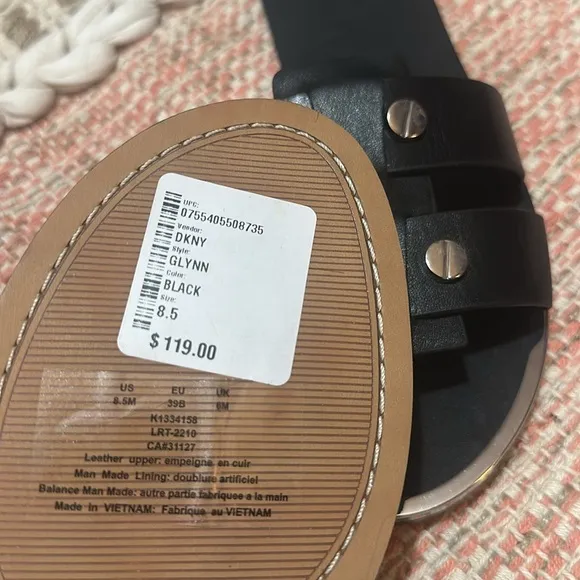 UPC:
0755405508735
Vendor:
DKNY
Style:
GLYNN
Color:
BLACK
Size:
8.5
$119.00
US EU UK
8.5M 39B 6M
K1334158
LRT-2210
CA#31127
Leather upper: empeigne en cuir
Man Made Lining: doublure artificiel
Balance Man Made: autre partie fabriquee a la main
Made in VIETNAM: Fabrique au VIETNAM